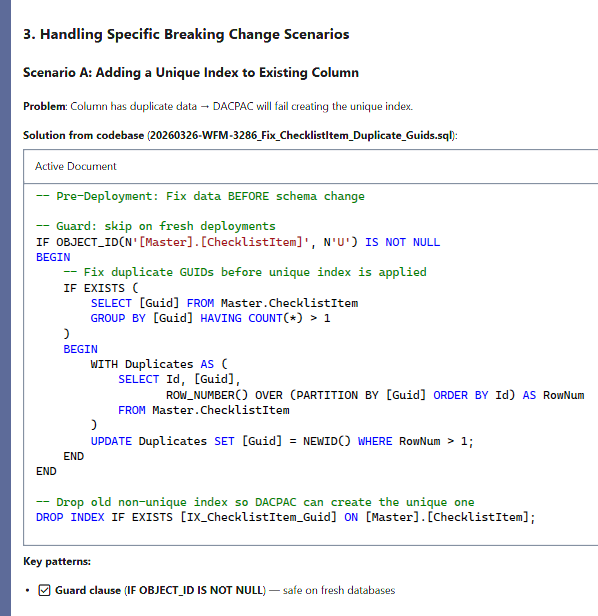 3. Handling Specific Breaking Change Scenarios
Scenario A: Adding a Unique Index to Existing Column
Problem: Column has duplicate data → DACPAC will fail creating the unique index.
Solution from codebase (20260326-WFM-3286_Fix_ChecklistItem_Duplicate_Guids.sql):
Active Document
-- Pre-Deployment: Fix data BEFORE schema change
-- Guard: skip on fresh deployments
IF OBJECT_ID(N'[Master].[ChecklistItem]', N'U') IS NOT NULL
BEGIN
    -- Fix duplicate GUIDs before unique index is applied
    IF EXISTS (
        SELECT [Guid] FROM Master.ChecklistItem
        GROUP BY [Guid] HAVING COUNT(*) > 1
    )
    BEGIN
        WITH Duplicates AS (
            SELECT Id, [Guid],
                   ROW_NUMBER() OVER (PARTITION BY [Guid] ORDER BY Id) AS RowNum
            FROM Master.ChecklistItem
        )
        UPDATE Duplicates SET [Guid] = NEWID() WHERE RowNum > 1;
    END
END
-- Drop old non-unique index so DACPAC can create the unique one
DROP INDEX IF EXISTS [IX_ChecklistItem_Guid] ON [Master].[ChecklistItem];
Key patterns:
• ☑ Guard clause (IF OBJECT_ID IS NOT NULL) — safe on fresh databases